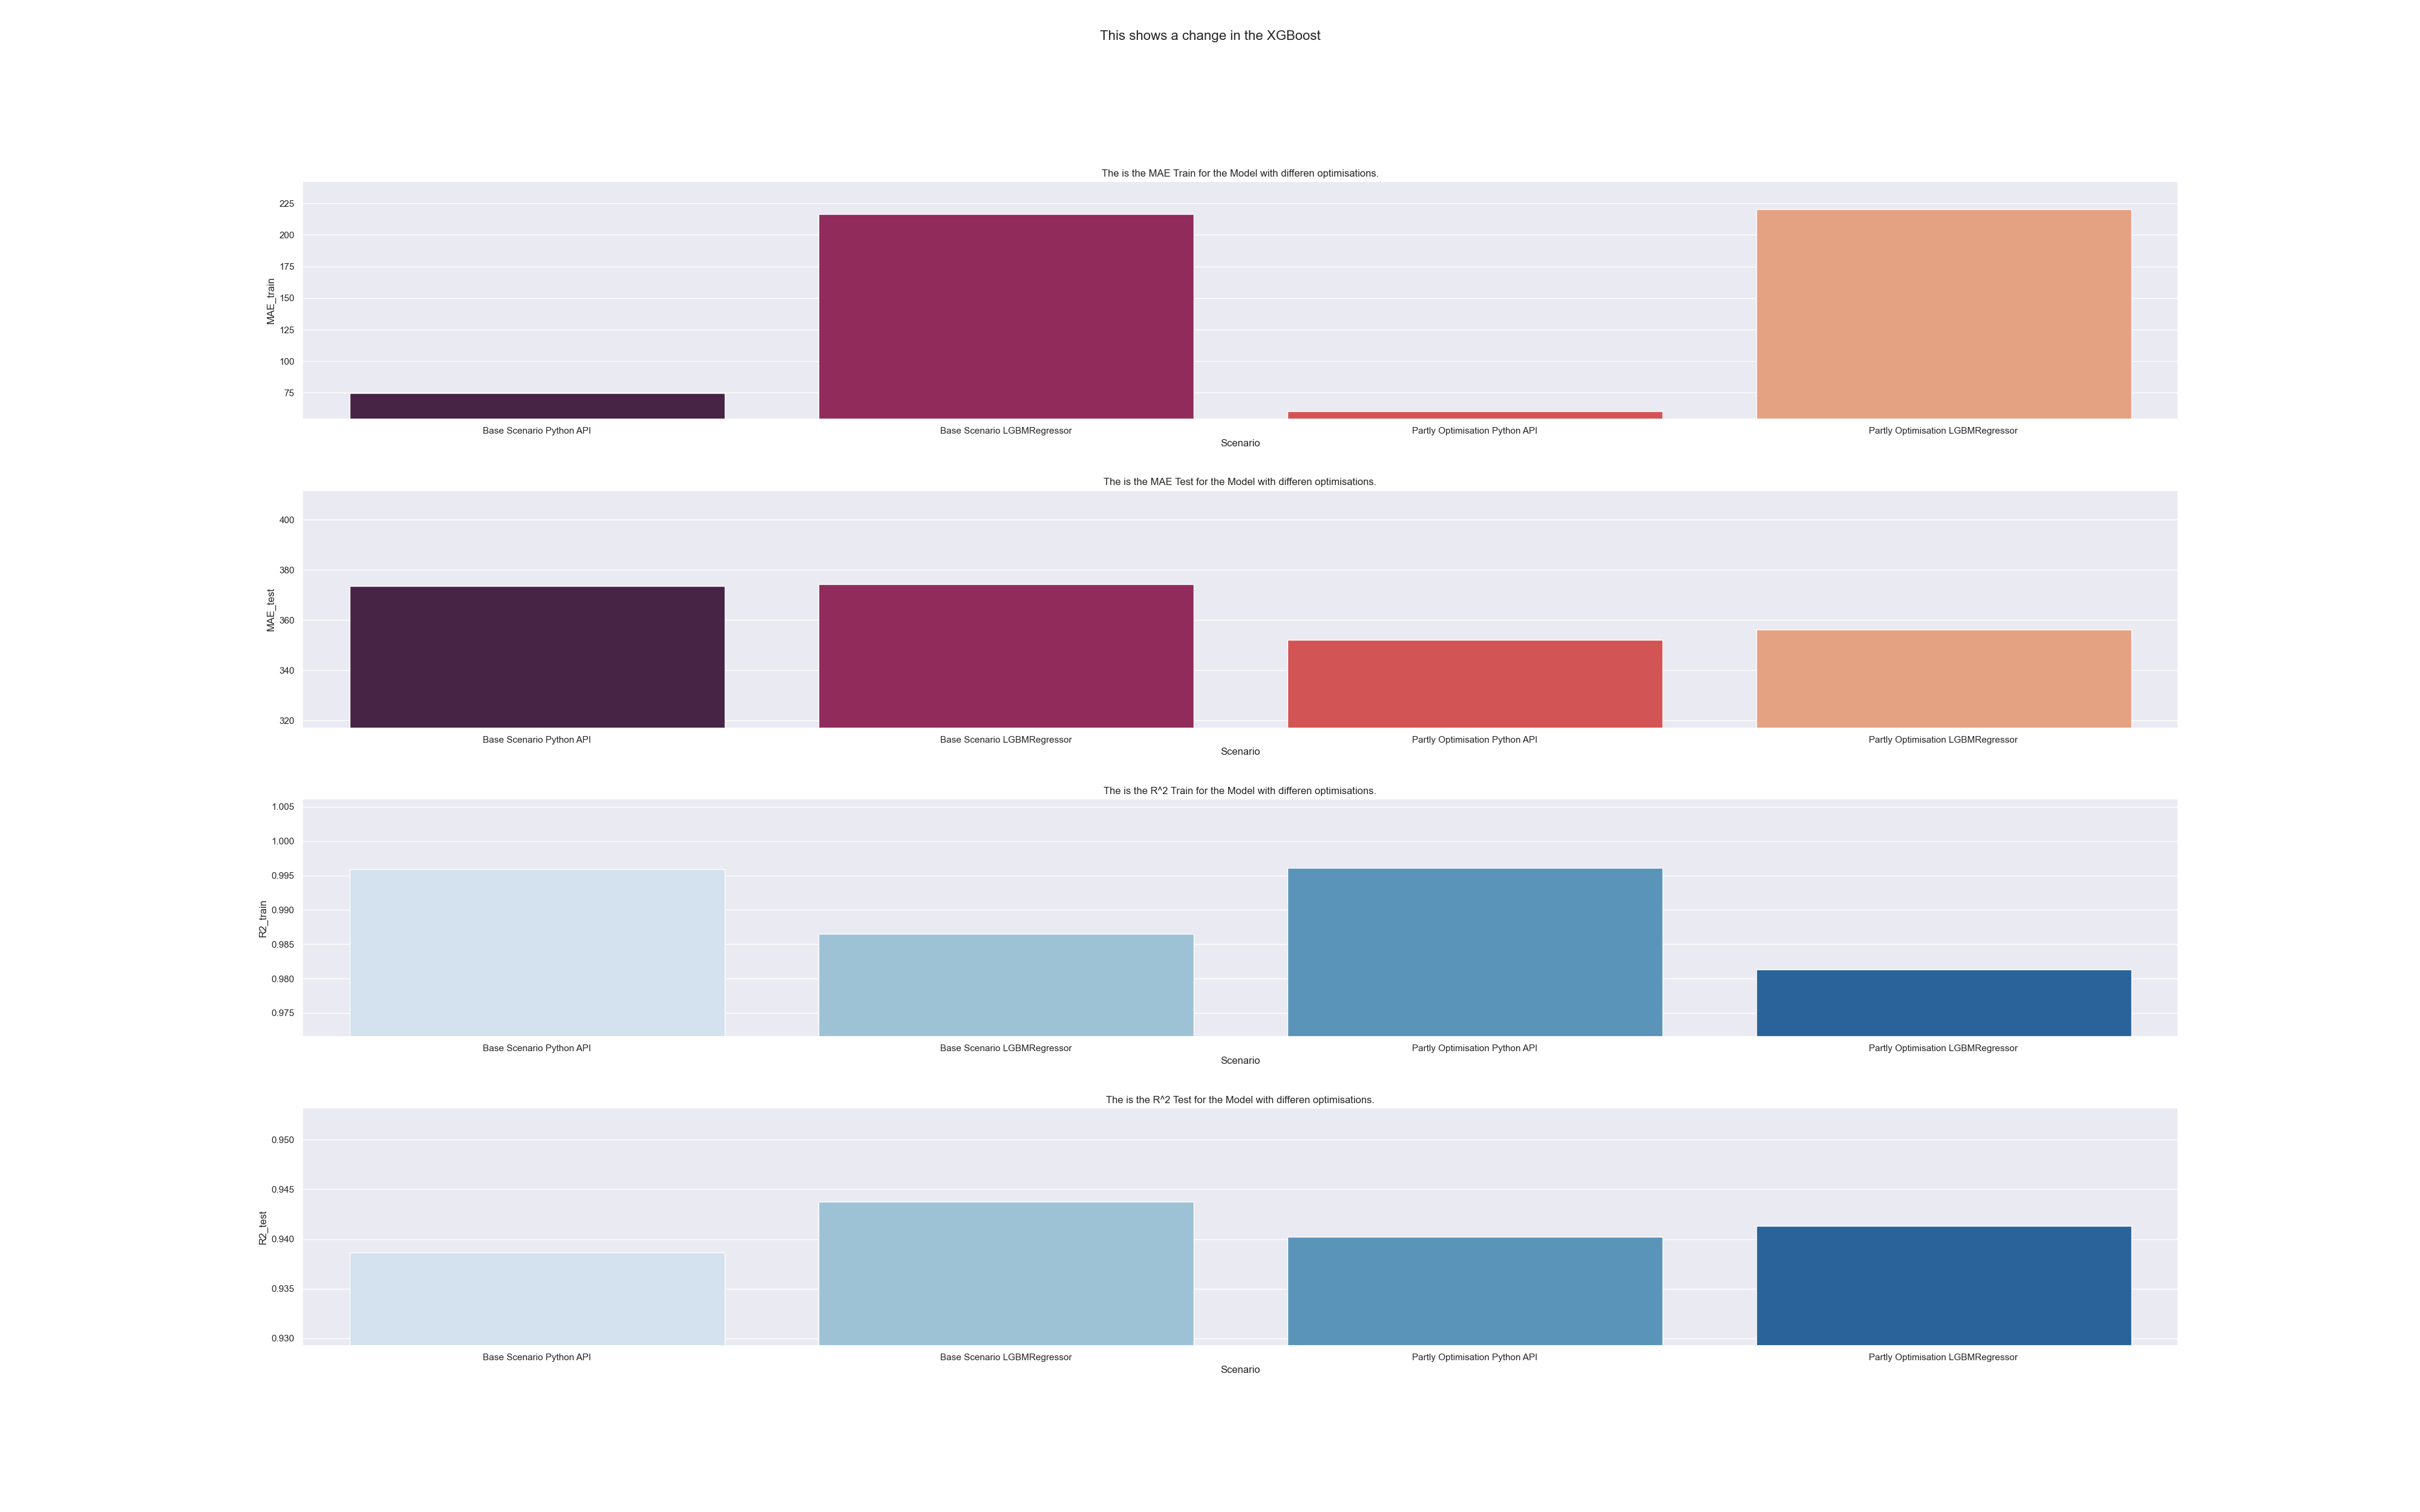 This shows a change in the XGBoost
The is the MAE Train for the Model with differen optimisations.
225
200
175
150
125
100
75
MAE_train
Base Scenario Python API
Base Scenario LGBMRegressor
Partly Optimisation Python API
Partly Optimisation LGBMRegressor
Scenario
The is the MAE Test for the Model with differen optimisations.
400
380
360
340
320
MAE_test
Base Scenario Python API
Base Scenario LGBMRegressor
Partly Optimisation Python API
Partly Optimisation LGBMRegressor
Scenario
The is the R^2 Train for the Model with differen optimisations.
1.005
1.000
0.995
0.990
0.985
0.980
0.975
R2_train
Base Scenario Python API
Base Scenario LGBMRegressor
Partly Optimisation Python API
Partly Optimisation LGBMRegressor
Scenario
The is the R^2 Test for the Model with differen optimisations.
0.950
0.945
0.940
0.935
0.930
R2_test
Base Scenario Python API
Base Scenario LGBMRegressor
Partly Optimisation Python API
Partly Optimisation LGBMRegressor
Scenario